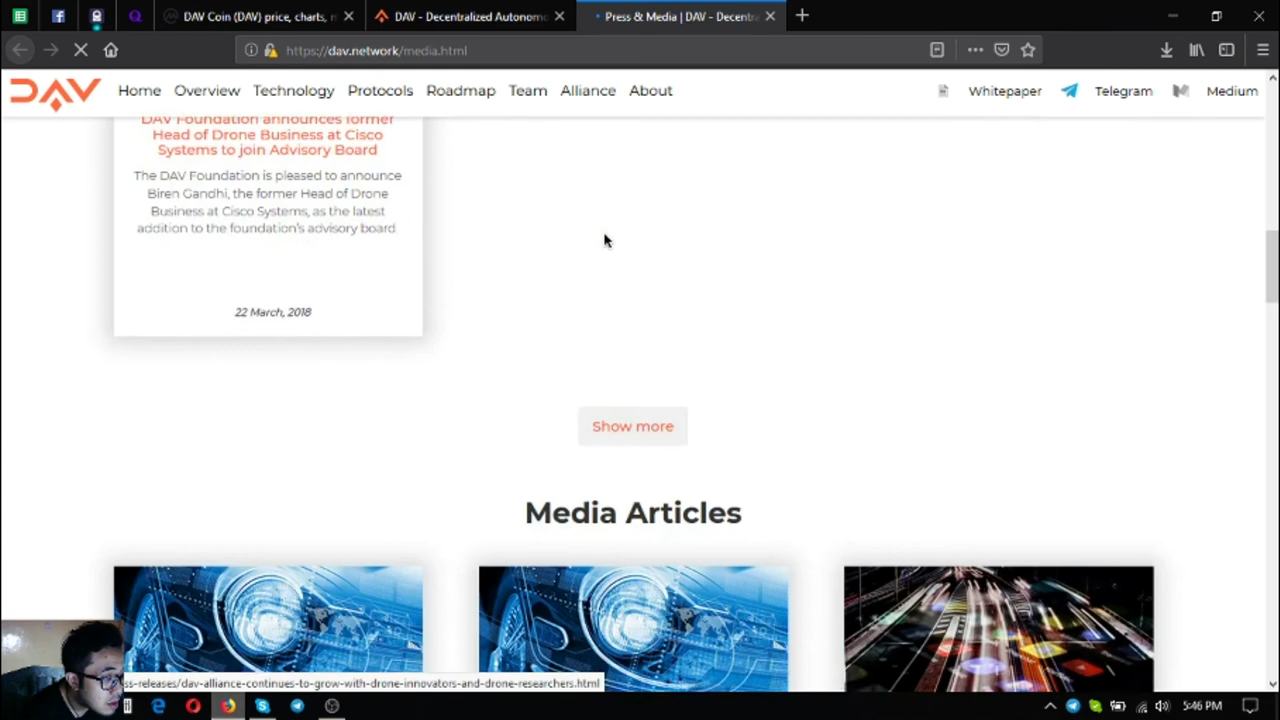 DAV Coin (DAV) price, charts, m
DAV - Decentralized Autonomo
Press & Media | DAV - Decentra
https://dav.network/media.html
DAV
Home
Overview
Technology
Protocols
Roadmap
Team
Alliance
About
Whitepaper
Telegram
Medium
DAV Foundation announces former
Head of Drone Business at Cisco
Systems to join Advisory Board
The DAV Foundation is pleased to announce
Biren Gandhi, the former Head of Drone
Business at Cisco Systems, as the latest
addition to the foundation's advisory board
22 March, 2018
Show more
Media Articles
ss-releases/dav-alliance-continues-to-grow-with-drone-innovators-and-drone-researchers.html
5:46 PM